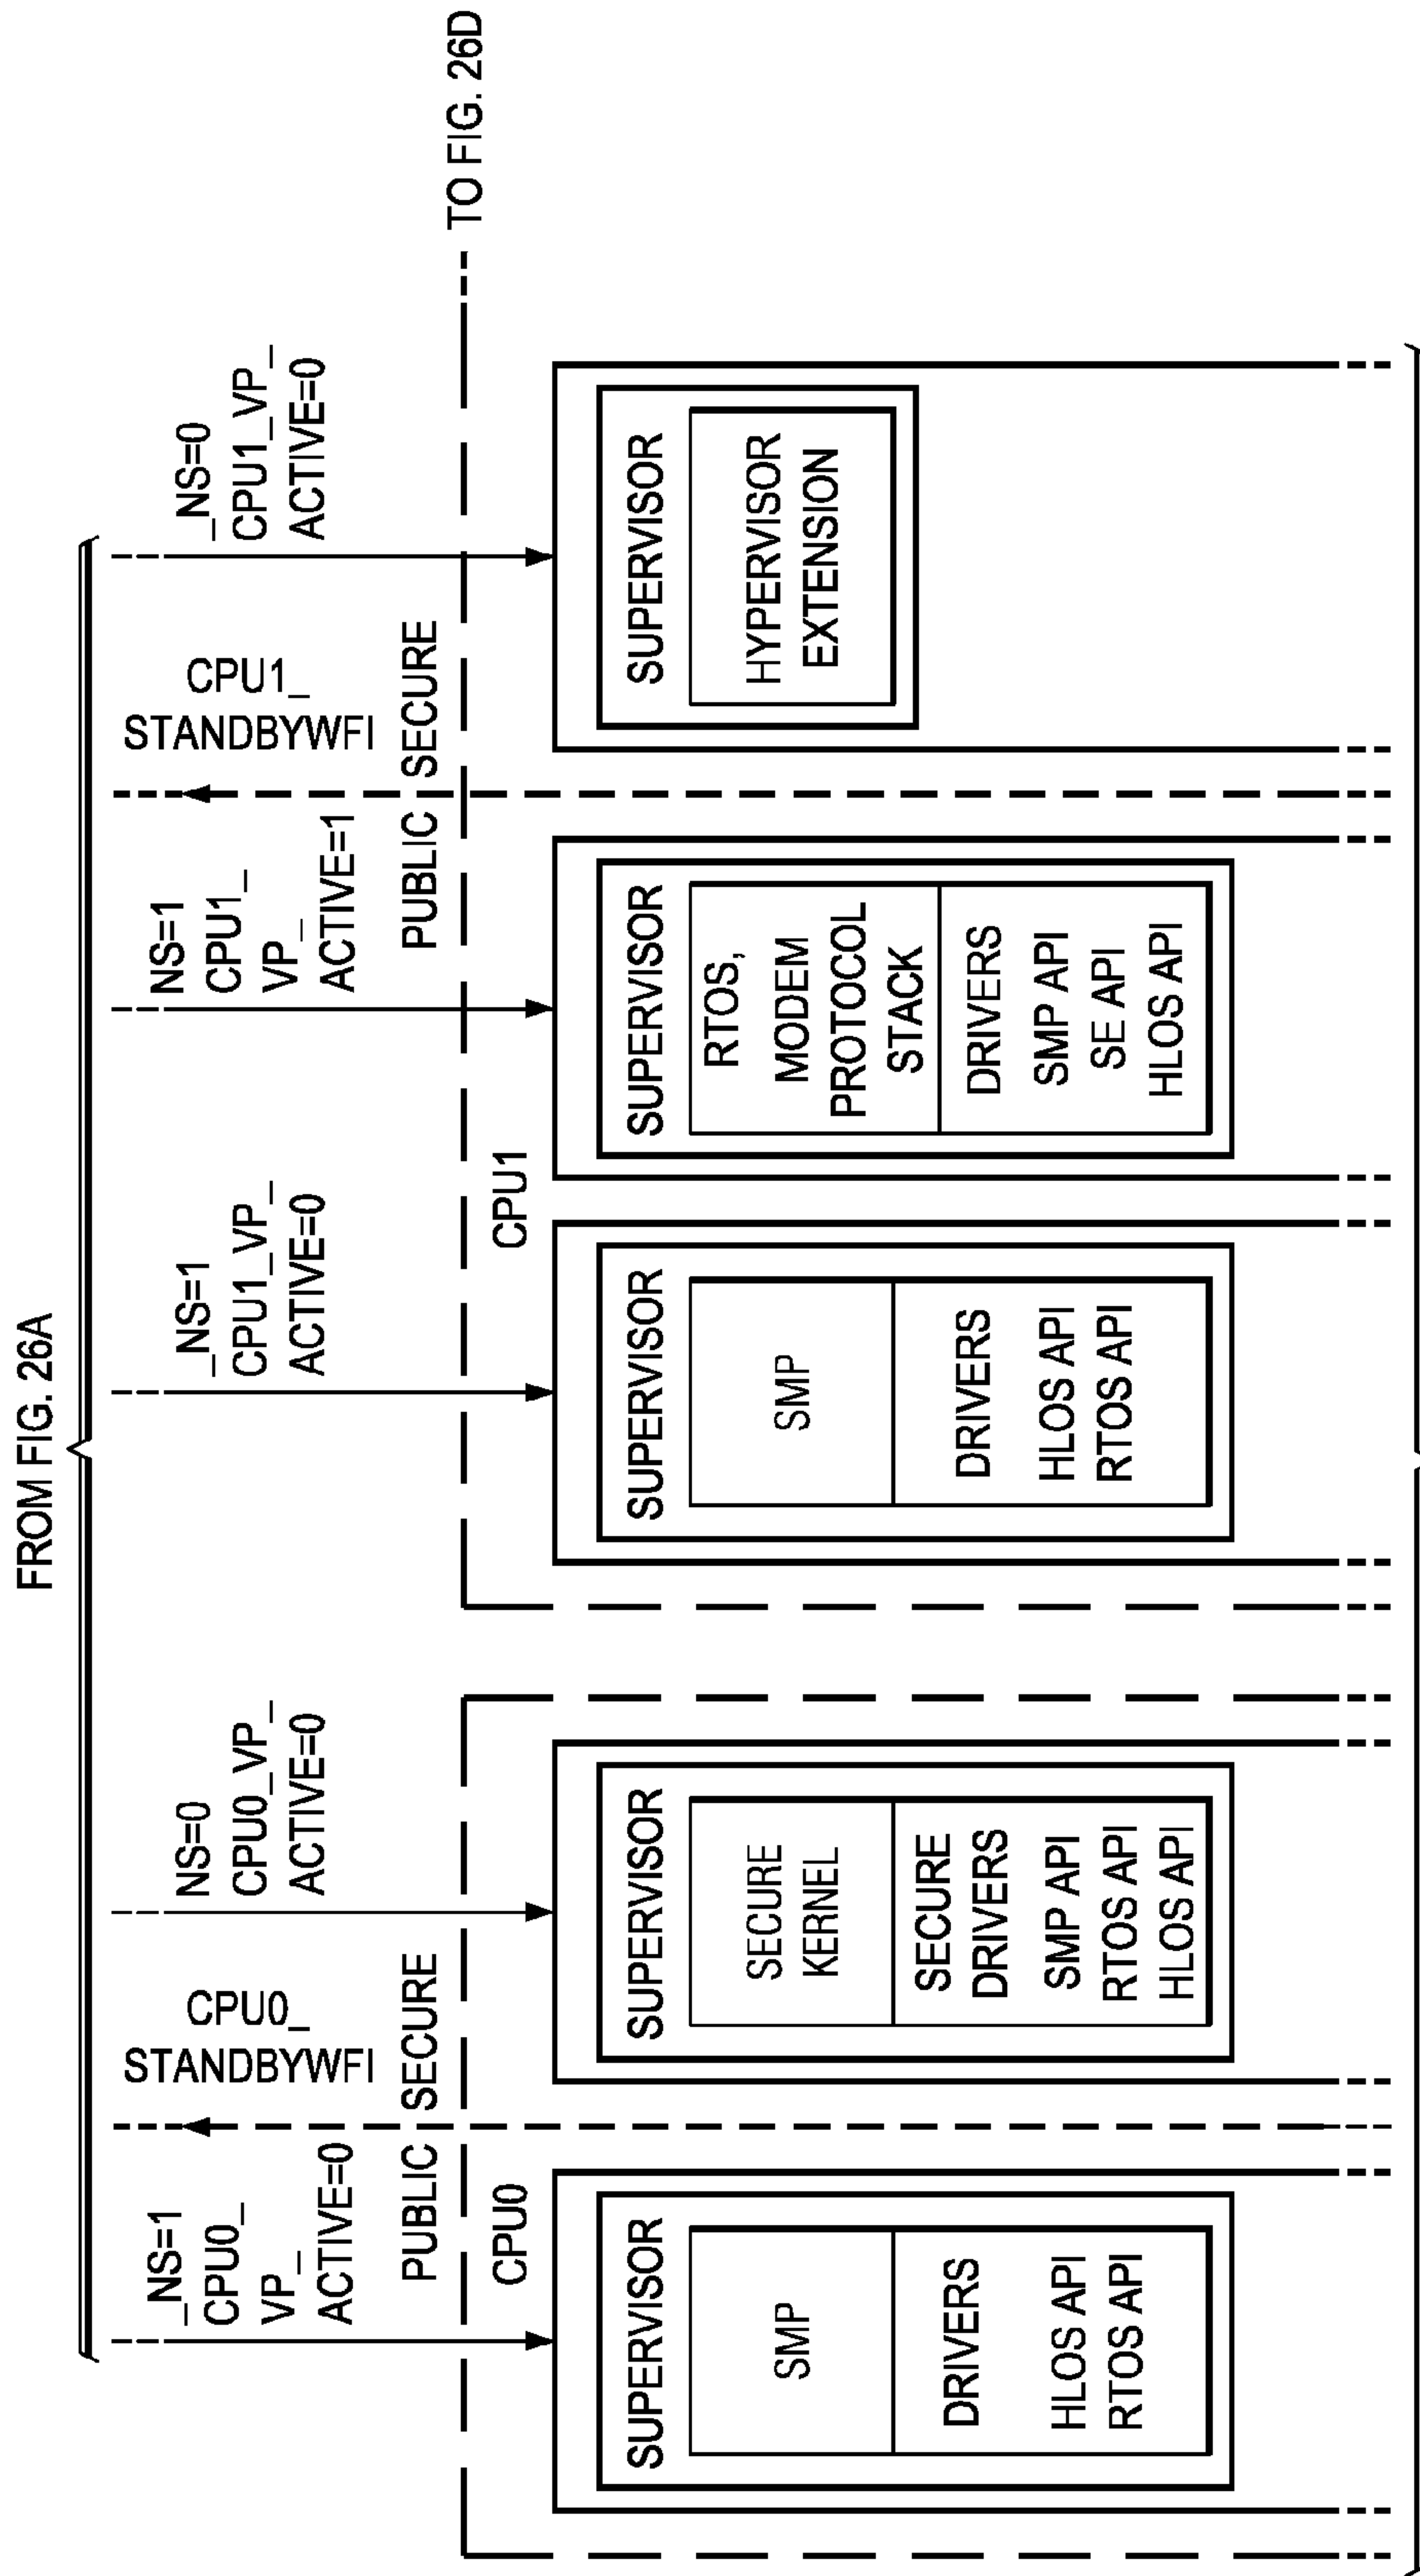 FROM FIG. 26A
_NS=1
CPU0_
VP_
ACTIVE=0
CPU0_
STANDBYWFI
NS=0
CPU0_VP_
ACTIVE=0
_NS=1
CPU1_VP_
ACTIVE=0
NS=1
CPU1_
VP_
ACTIVE=1
CPU1_
STANDBYWFI
_NS=0
CPU1_VP_
ACTIVE=0
PUBLIC
SECURE
PUBLIC
SECURE
TO FIG. 26D
CPU0
CPU1
SUPERVISOR
SMP
DRIVERS
HLOS API
RTOS API
SUPERVISOR
SECURE
KERNEL
SECURE
DRIVERS
SMP API
RTOS API
HLOS API
SUPERVISOR
SMP
DRIVERS
HLOS API
RTOS API
SUPERVISOR
RTOS,
MODEM
PROTOCOL
STACK
DRIVERS
SMP API
SE API
HLOS API
SUPERVISOR
HYPERVISOR
EXTENSION